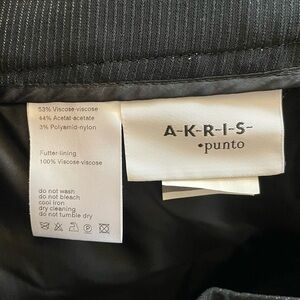 53% Viscose-viscose
44% Acetat-acetate
3% Polyamid-nylon
Futter-lining
100% Viscose-viscose
do not wash
do not bleach
cool iron
dry cleaning
do not tumble dry
A-K-R-I-S-
•punto